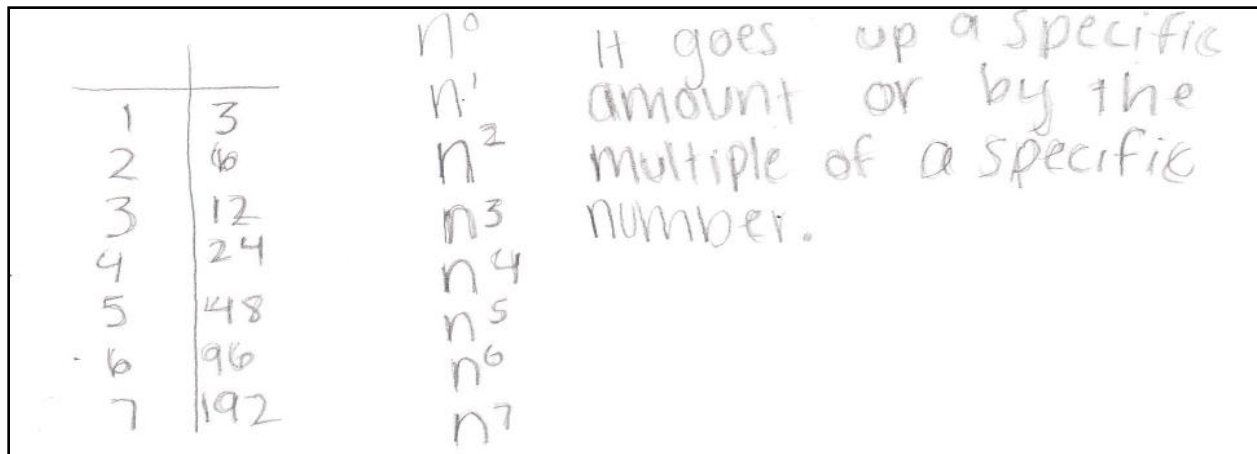 1 3
2 6
3 12
4 24
5 48
6 96
7 192
n⁰
n¹
n²
n³
n⁴
n⁵
n⁶
n⁷
It goes up a specific
amount or by the
multiple of a specific
number.